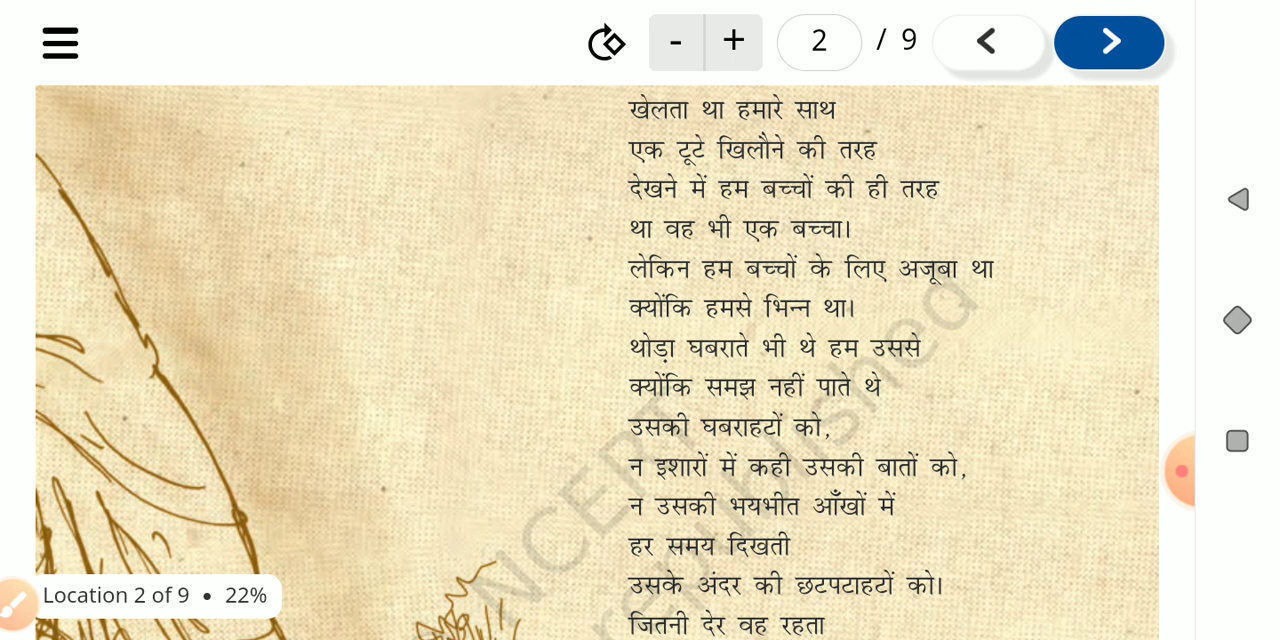 2 / 9
खेलता था हमारे साथ
एक टूटे खिलौने की तरह
देखने में हम बच्चों की ही तरह
था वह भी एक बच्चा।
लेकिन हम बच्चों के लिए अजूबा था
क्योंकि हमसे भिन्न था।
थोड़ा घबराते भी थे हम उससे
क्योंकि समझ नहीं पाते थे
उसकी घबराहटों को,
न इशारों में कही उसकी बातों को,
न उसकी भयभीत आँखों में
हर समय दिखती
उसके अंदर की छटपटाहटों को।
जितनी देर वह रहता
Location 2 of 9 • 22%
NCERT
republished